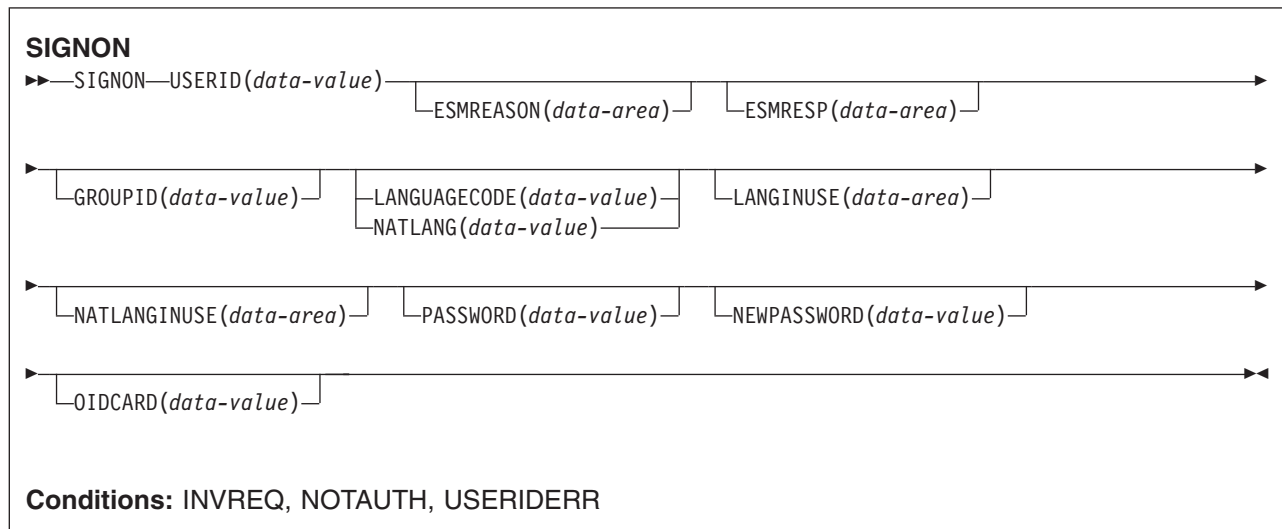 SIGNON
SIGNON USERID(data-value)
ESMREASON(data-area) ESMRESP(data-area)
GROUPID(data-value) LANGUAGECODE(data-value) LANGINUSE(data-area)
NATLANG(data-value)
NATLANGINUSE(data-area) PASSWORD(data-value) NEWPASSWORD(data-value)
OIDCARD(data-value)
Conditions: INVREQ, NOTAUTH, USERIDERR